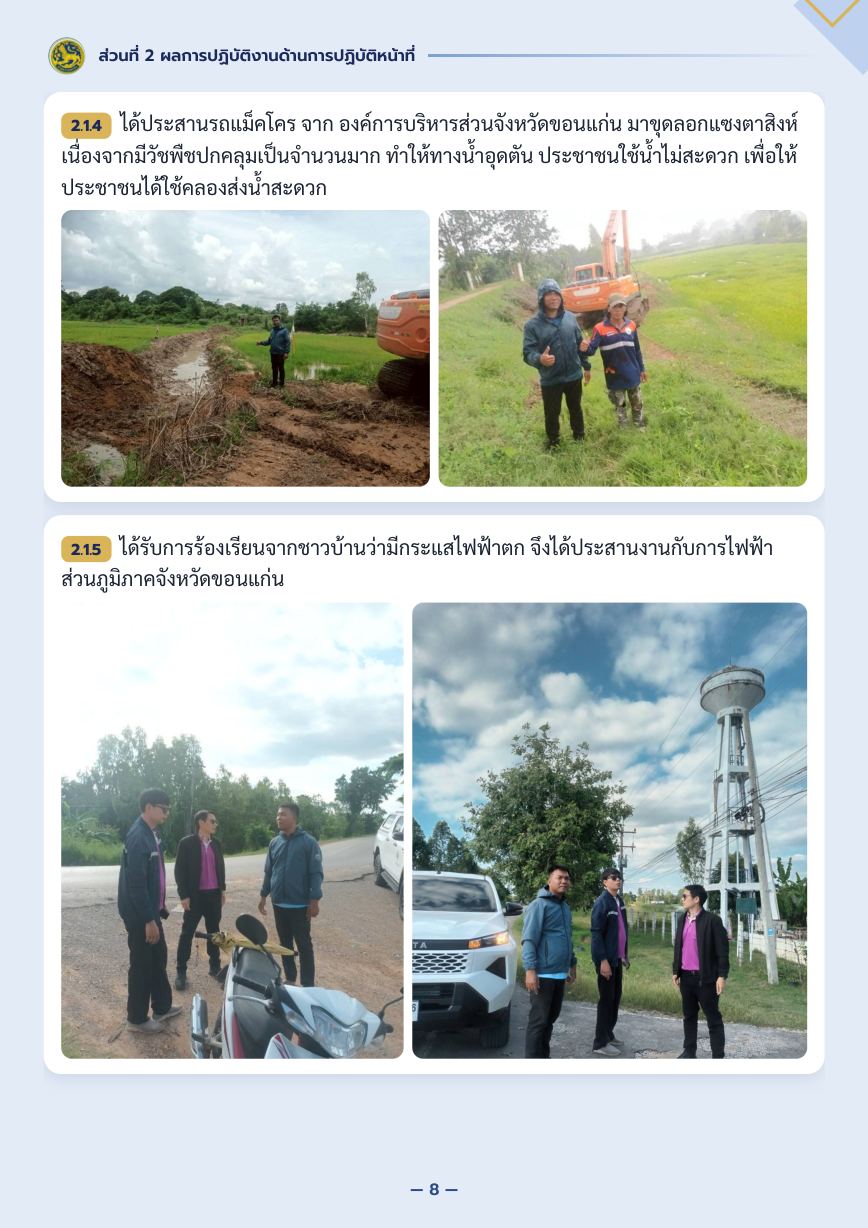 ส่วนที่ 2 ผลการปฏิบัติงานด้านการปฏิบัติหน้าที่
2.1.4 ได้ประสานรถแม็คโคร จาก องค์การบริหารส่วนจังหวัดขอนแก่น มาขุดลอกแซงตาสิงห์
เนื่องจากมีวัชพืชปกคลุมเป็นจำนวนมาก ทำให้ทางน้ำอุดตัน ประชาชนใช้น้ำไม่สะดวก เพื่อให้
ประชาชนได้ใช้คลองส่งน้ำสะดวก
2.1.5 ได้รับการร้องเรียนจากชาวบ้านว่ามีกระแสไฟฟ้าตก จึงได้ประสานงานกับการไฟฟ้า
ส่วนภูมิภาคจังหวัดขอนแก่น
— 8 —